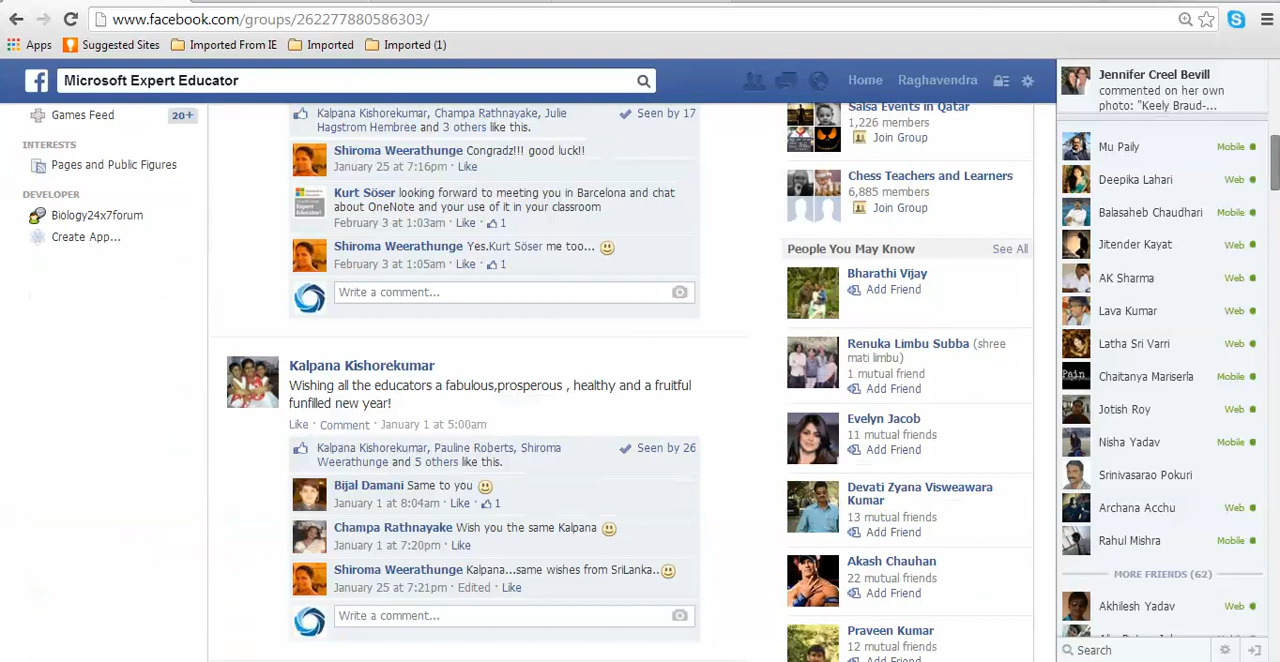 www.facebook.com/groups/262277880586303/
Apps Suggested Sites Imported From IE Imported Imported (1)
Microsoft Expert Educator
Home Raghavendra
Games Feed 20+
INTERESTS
Pages and Public Figures
DEVELOPER
Biology24x7forum
Create App...
Kalpana Kishorekumar, Champa Rathnayake, Julie
Hagstrom Hembree and 3 others like this.
Seen by 17
Shiroma Weerathunge Congradz!!! good luck!!
January 25 at 7:16pm · Like
Kurt Söser looking forward to meeting you in Barcelona and chat
about OneNote and your use of it in your classroom
February 2 at 1:03am · Like · 1
Shiroma Weerathunge Yes.Kurt Söser me too...
February 2 at 1:05am · Like · 1
Write a comment...
Kalpana Kishorekumar
Wishing all the educators a fabulous,prosperous , healthy and a fruitful
funfilled new year!
Like · Comment · January 1 at 5:00am
Kalpana Kishorekumar, Pauline Roberts, Shiroma
Weerathunge and 5 others like this.
Seen by 26
Bijal Damani Same to you
January 1 at 8:04am · Like · 1
Champa Rathnayake Wish you the same Kalpana
January 1 at 7:20pm · Like
Shiroma Weerathunge Kalpana...same wishes from SriLanka..
January 25 at 7:21pm · Edited · Like
Write a comment...
Salsa Events in Qatar
1,226 members
Join Group
Chess Teachers and Learners
6,885 members
Join Group
People You May Know See All
Bharathi Vijay
Add Friend
Renuka Limbu Subba (shree
mati limbu)
1 mutual friend
Add Friend
Evelyn Jacob
11 mutual friends
Add Friend
Devati Zyana Visweawara
Kumar
13 mutual friends
Add Friend
Akash Chauhan
22 mutual friends
Add Friend
Praveen Kumar
12 mutual friends
Add Friend
Jennifer Creel Bevill
commented on her own
photo: "Keely Braud-...
Mu Paily Mobile
Deepika Lahari Web
Balasaheb Chaudhari Web
Jitender Kayat Web
AK Sharma Web
Lava Kumar Web
Latha Sri Varri Web
Pain
Chaitanya Mariserla Mobile
Jotish Roy Web
Nisha Yadav Mobile
Srinivasarao Pokuri
Archana Acchu Web
Rahul Mishra Mobile
MORE FRIENDS (62)
Akhilesh Yadav Web
Search